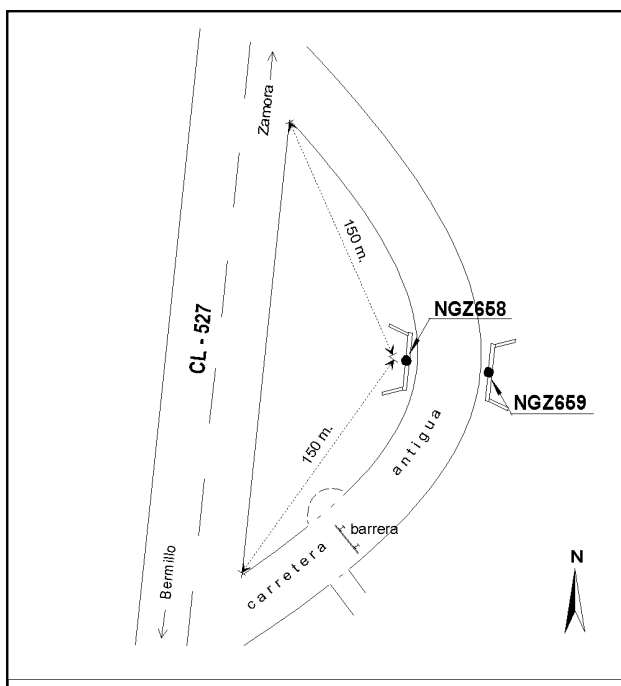 Zamora
150 m.
NGZ658
CL - 527
NGZ659
antigua
150 m.
barrera
carretera
Bermillo
N